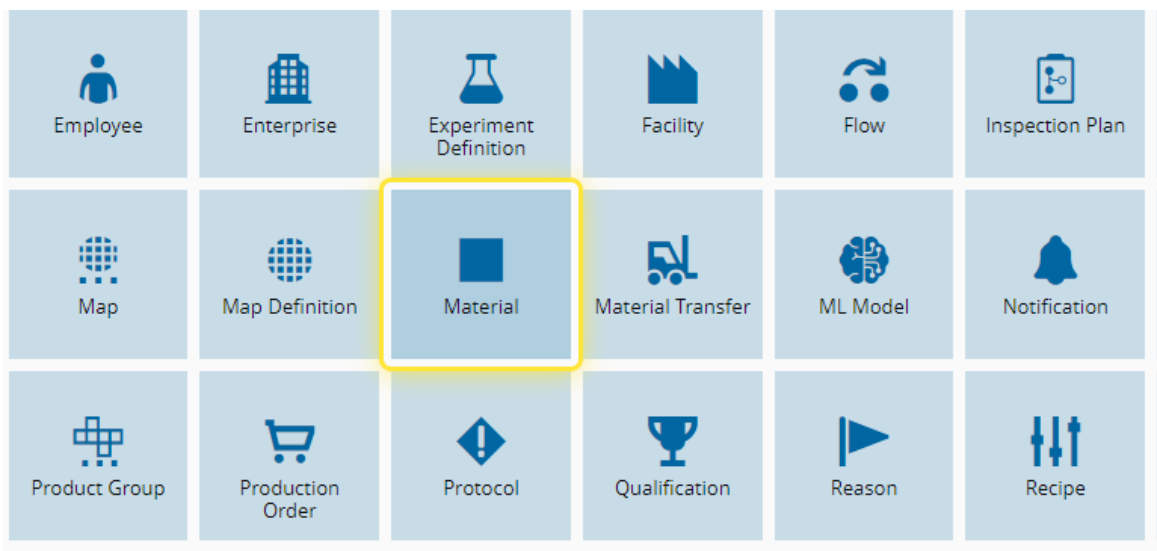 Employee
Enterprise
Experiment
Definition
Facility
Flow
Inspection Plan
Map
Map Definition
Material
Material Transfer
ML Model
Notification
Product Group
Production
Order
Protocol
Qualification
Reason
Recipe